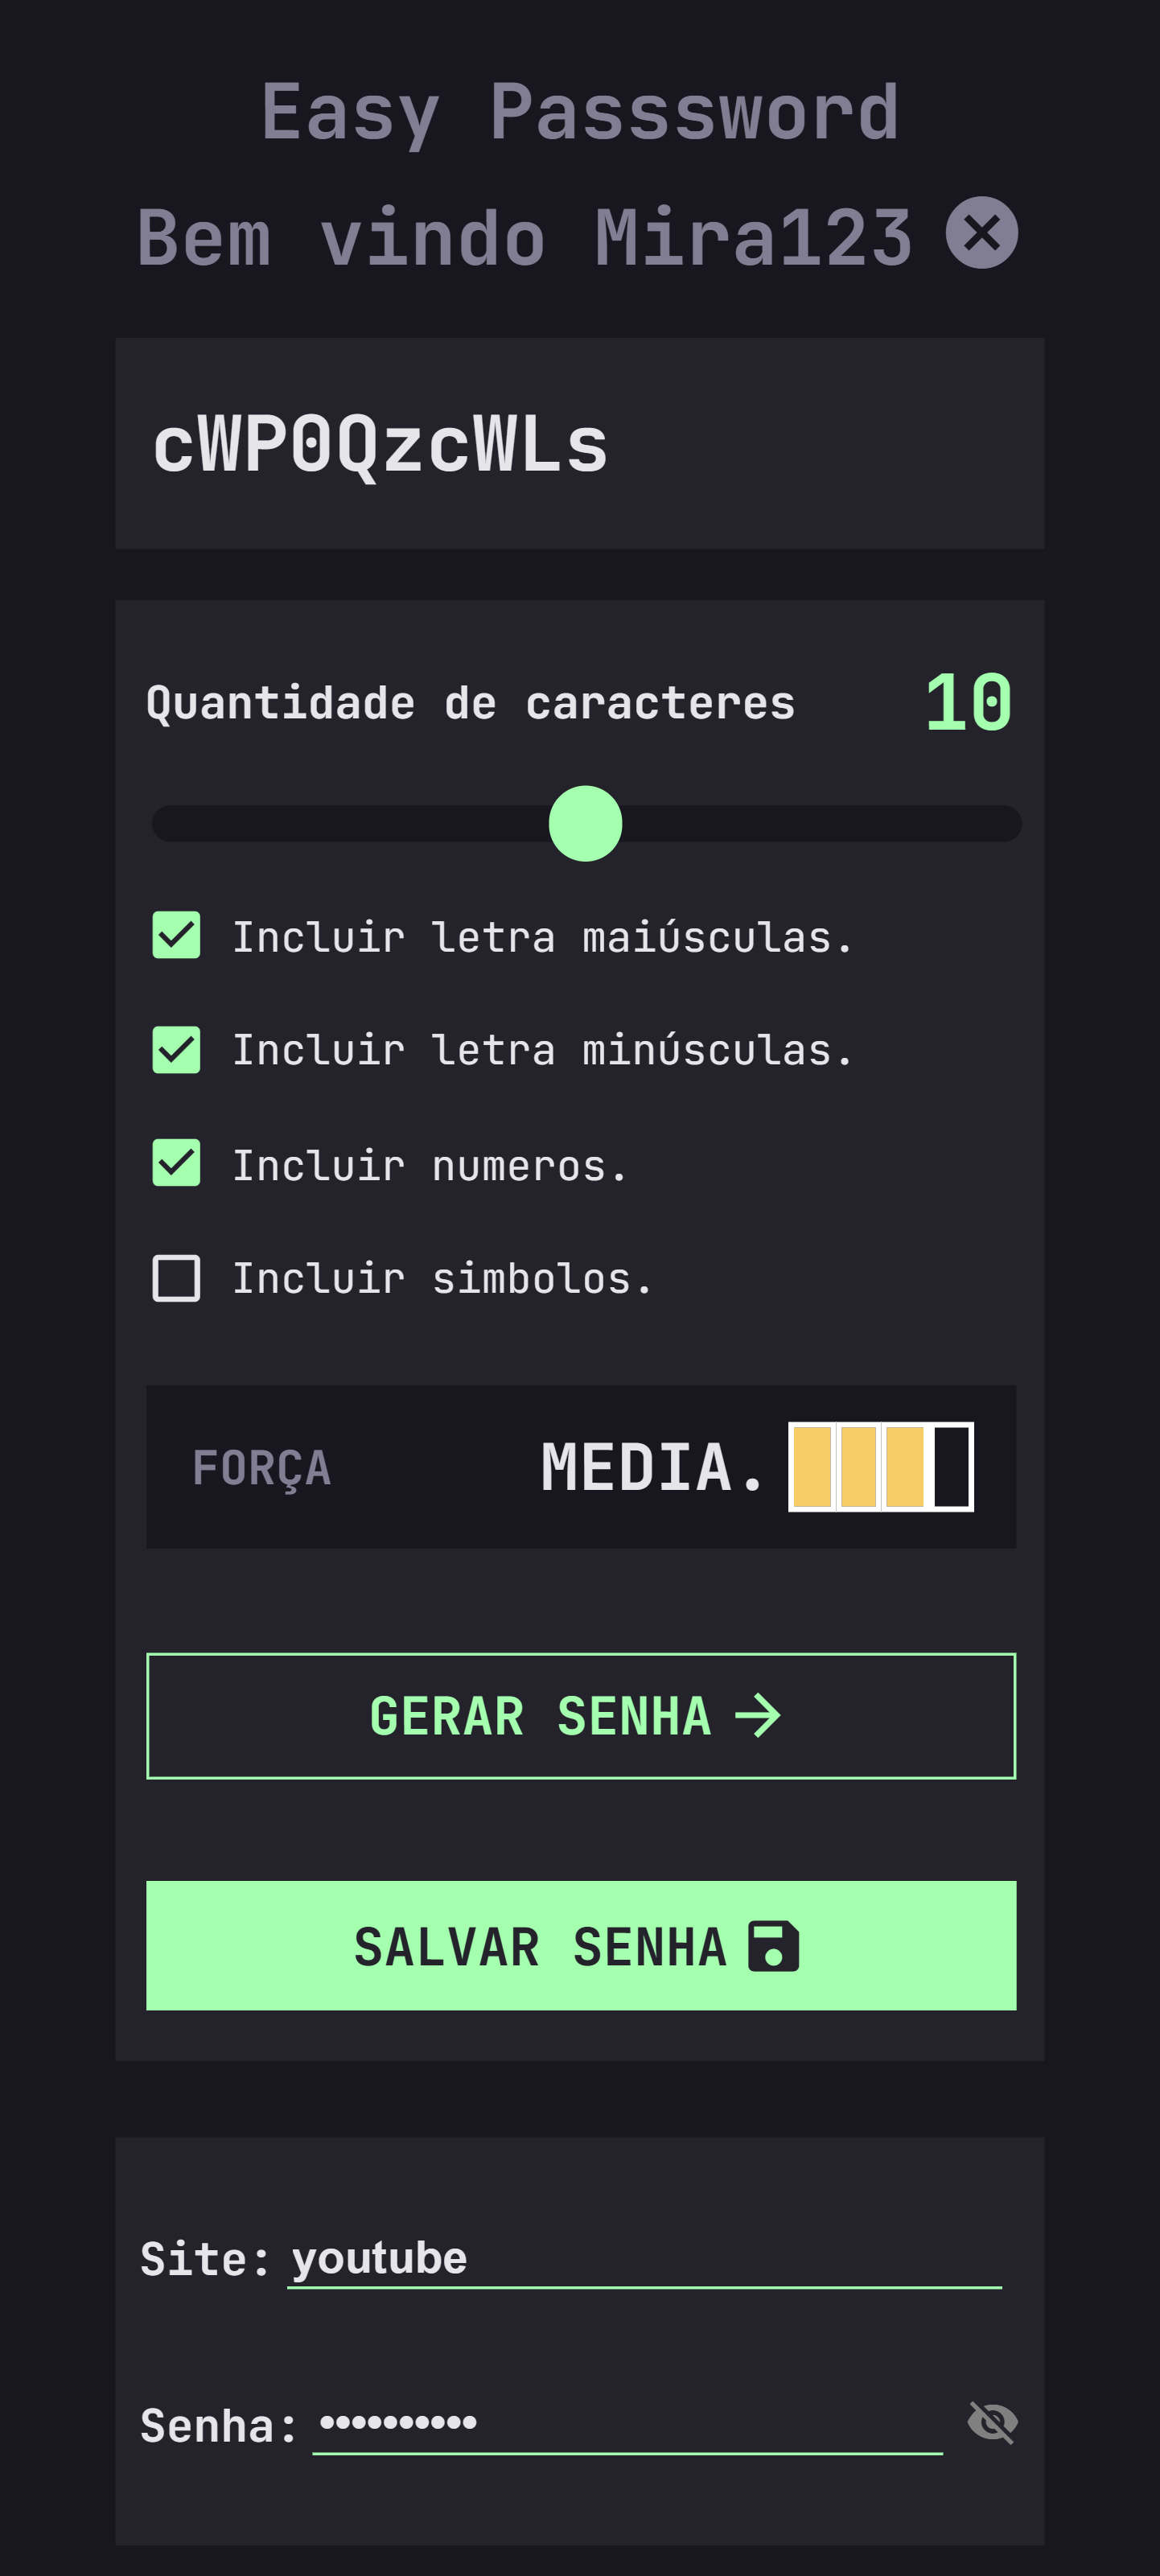 Easy Passsword
Bem vindo Mira123
cWP0QzcWLs
Quantidade de caracteres 10
Incluir letra maiúsculas.
Incluir letra minúsculas.
Incluir numeros.
Incluir simbolos.
FORÇA MEDIA.
GERAR SENHA
SALVAR SENHA
Site: youtube
Senha: ••••••••••